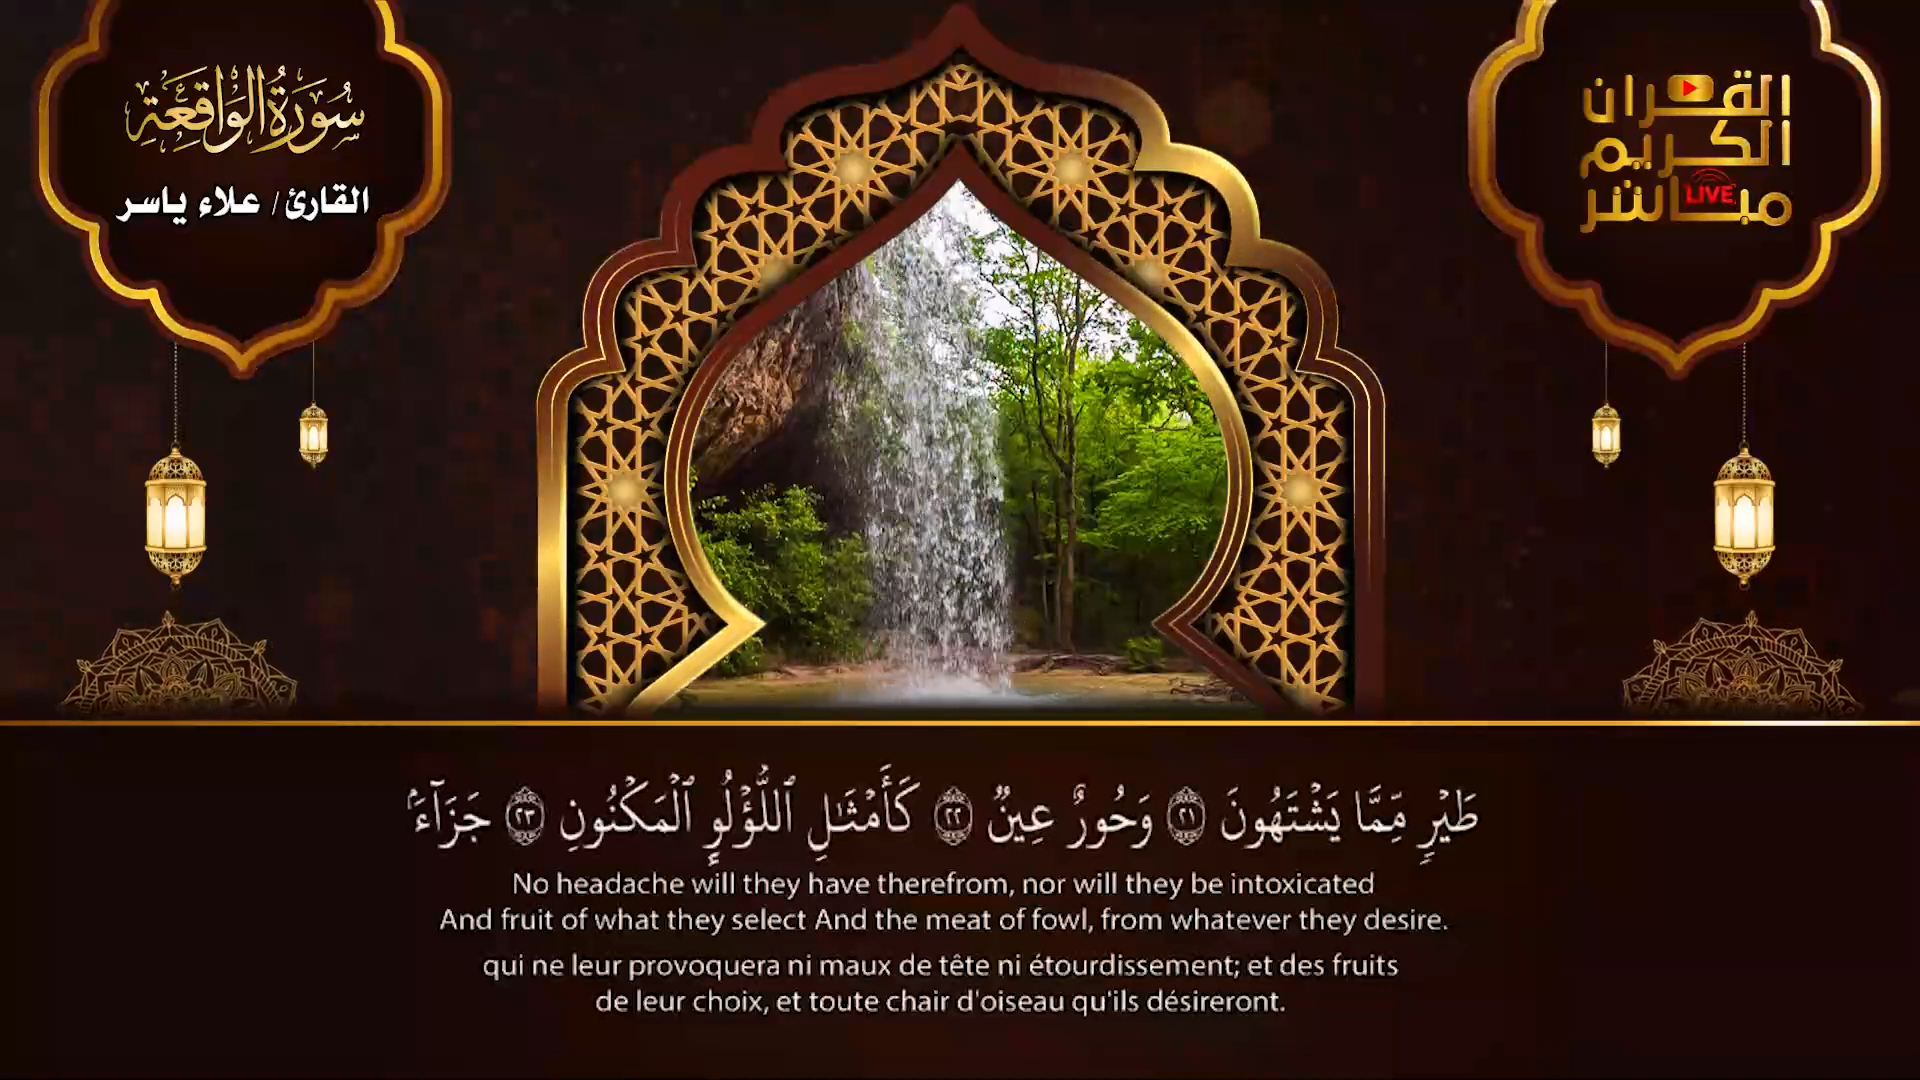 سُورَةُ الوَاقِعَةِ
القارئ / علاء ياسر
القرآن
الكريم
مباشر
LIVE
طَيْرٍ مِّمَّا يَشْتَهُونَ ٢١ وَحُورٌ عِينٌ ٢٢ كَأَمْثَـٰلِ ٱللُّؤْلُؤِ ٱلْمَكْنُونِ ٢٣ جَزَآءًۢ
No headache will they have therefrom, nor will they be intoxicated
And fruit of what they select And the meat of fowl, from whatever they desire.
qui ne leur provoquera ni maux de tête ni étourdissement; et des fruits
de leur choix, et toute chair d'oiseau qu'ils désireront.